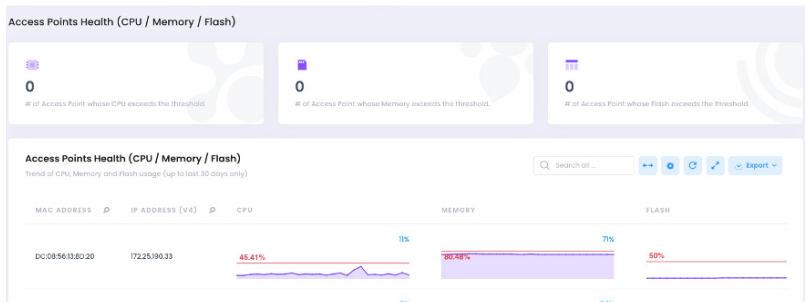 Access Points Health (CPU / Memory / Flash)
0
# of Access Point whose CPU exceeds the threshold.
0
# of Access Point whose Memory exceeds the threshold.
0
# of Access Point whose Flash exceeds the threshold.
Access Points Health (CPU / Memory / Flash)
Trend of CPU, Memory and Flash usage (up to last 30 days only)
Search all ...
Export
MAC ADDRESS IP ADDRESS (V4) CPU MEMORY FLASH
11% 71%
DC:08:56:13:8D:20 172.25.190.33 45.41% 80.48% 50%